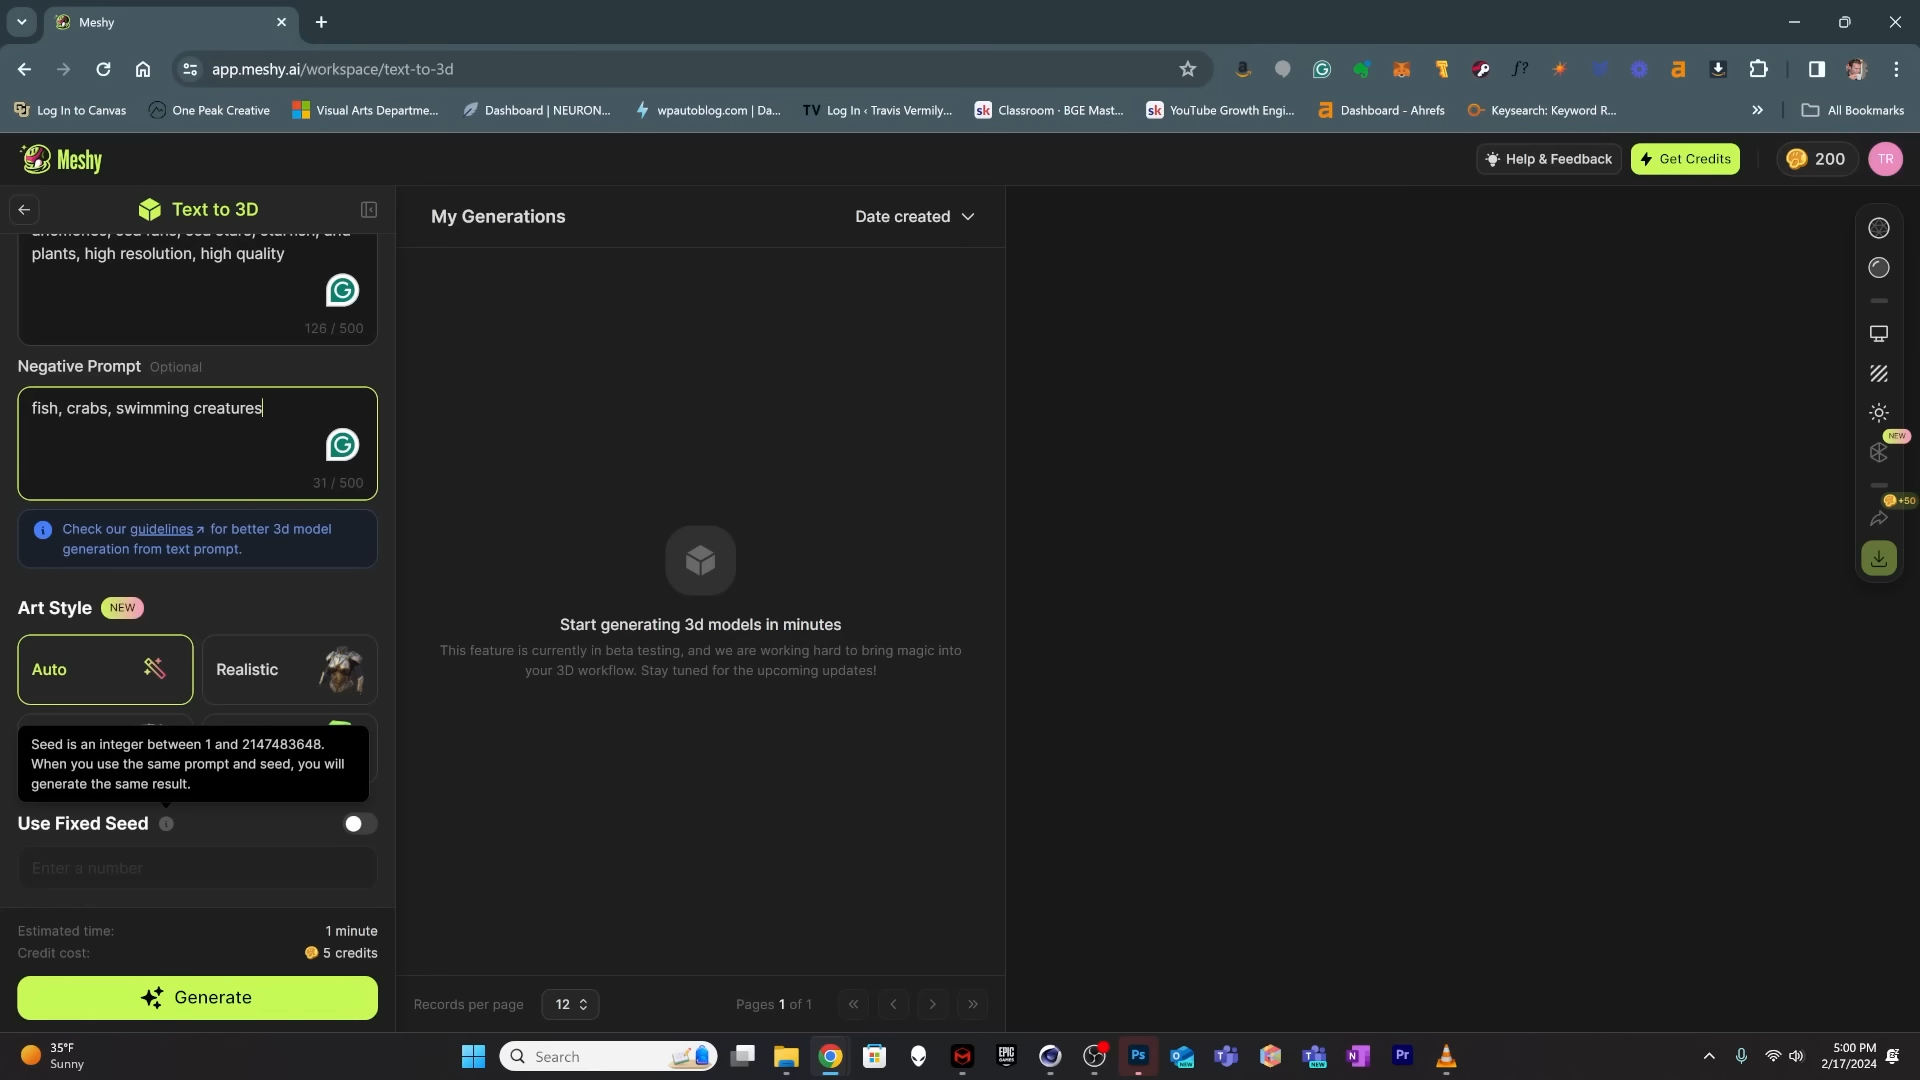 Meshy
app.meshy.ai/workspace/text-to-3d
Log In to Canvas
One Peak Creative
Visual Arts Departme...
Dashboard | NEURON...
wpautoblog.com | Da...
TV Log In ‹ Travis Vermily...
sk Classroom · BGE Mast...
sk YouTube Growth Engi...
Dashboard - Ahrefs
Keysearch: Keyword R...
All Bookmarks
Meshy
Help & Feedback
Get Credits
200
TR
Text to 3D
plants, high resolution, high quality
126 / 500
Negative Prompt Optional
fish, crabs, swimming creatures
31 / 500
Check our guidelines for better 3d model
generation from text prompt.
Art Style NEW
Auto
Realistic
Seed is an integer between 1 and 2147483648.
When you use the same prompt and seed, you will
generate the same result.
Use Fixed Seed
Enter a number
Estimated time: 1 minute
Credit cost: 5 credits
Generate
My Generations
Date created
Start generating 3d models in minutes
This feature is currently in beta testing, and we are working hard to bring magic into
your 3D workflow. Stay tuned for the upcoming updates!
Records per page 12
Pages 1 of 1
NEW
+50
35°F
Sunny
Search
EPIC GAMES
Ps
NEW
NEW
Pr
5:00 PM
2/17/2024